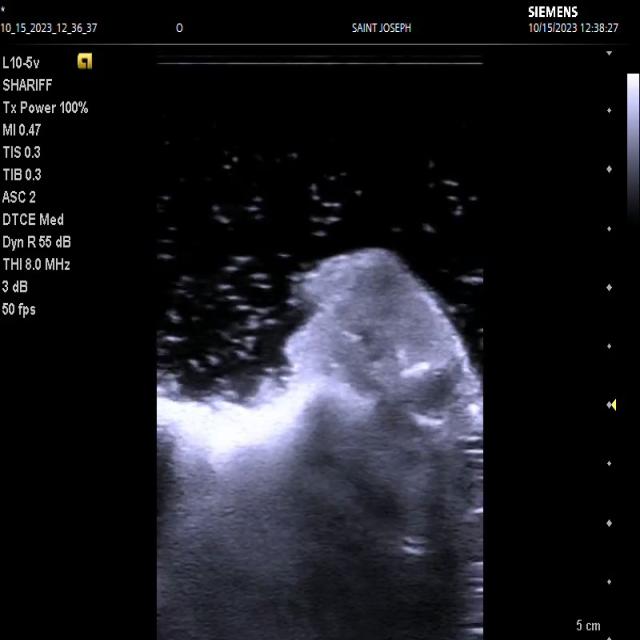 *
SIEMENS
10_15_2023_12_36_37 O SAINT JOSEPH 10/15/2023 12:38:27
L10-5v
SHARIFF
Tx Power 100%
MI 0.47
TIS 0.3
TIB 0.3
ASC 2
DTCE Med
Dyn R 55 dB
THI 8.0 MHz
3 dB
50 fps
5 cm